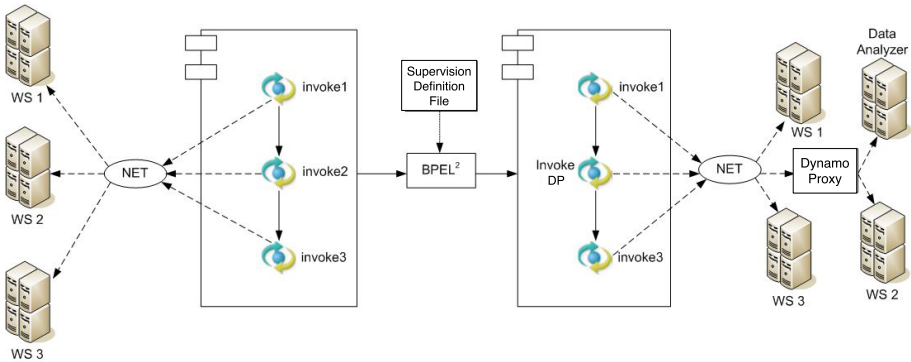 WS 1
WS 2
WS 3
NET
invoke1
invoke2
invoke3
Supervision
Definition
File
BPEL²
invoke1
Invoke
DP
invoke3
NET
WS 1
Dynamo
Proxy
WS 3
Data
Analyzer
WS 2